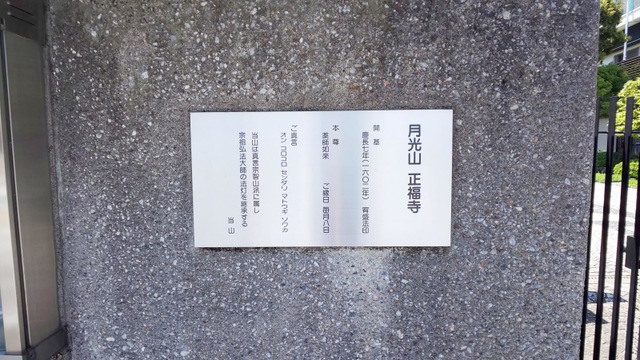 月光山 正福寺
開基
慶長七年（一六〇二年） 宥盛法印
本尊
薬師如来 ご縁日 毎月八日
ご真言
オン コロコロ センダリ マトウギ ソワカ
当山は真言宗智山派に属し
宗祖弘法大師の法灯を継承する
当山